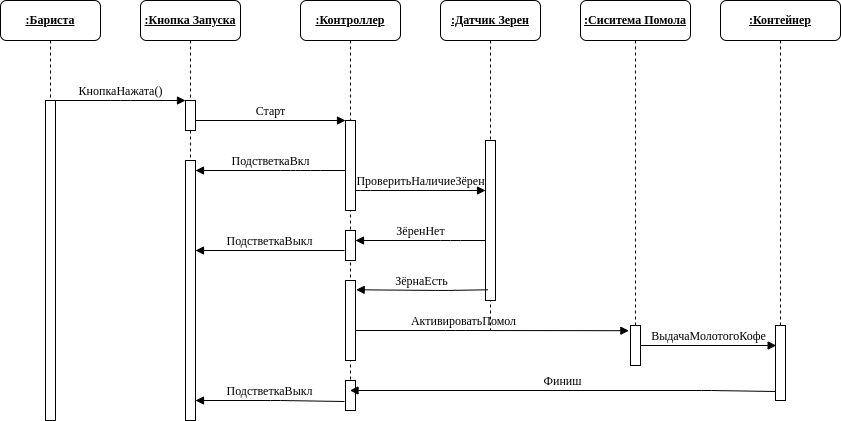 :Бариста
:Кнопка Запуска
:Контроллер
:Датчик Зерен
:Сиситема Помола
:Контейнер
КнопкаНажата()
Старт
ПодстветкаВкл
ПроверитьНаличиеЗёрен
ЗёренНет
ПодстветкаВыкл
ЗёрнаЕсть
АктивироватьПомол
ВыдачаМолотогоКофе
Финиш
ПодстветкаВыкл